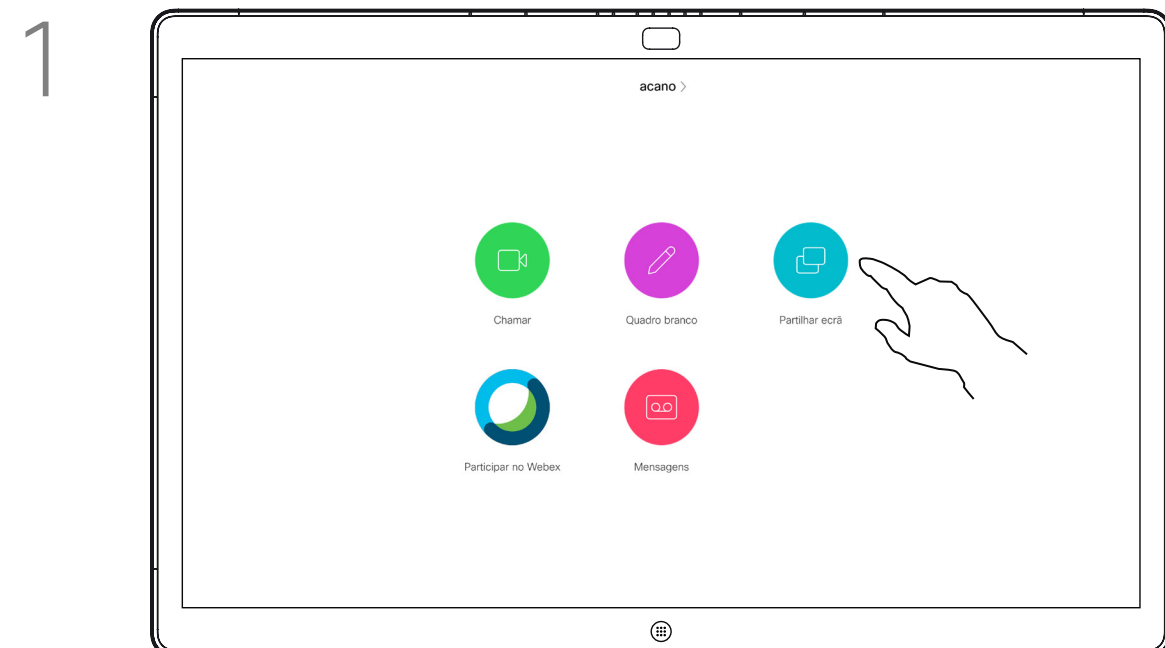 1
acano >
Chamar
Quadro branco
Partilhar ecrã
Participar no Webex
Mensagens